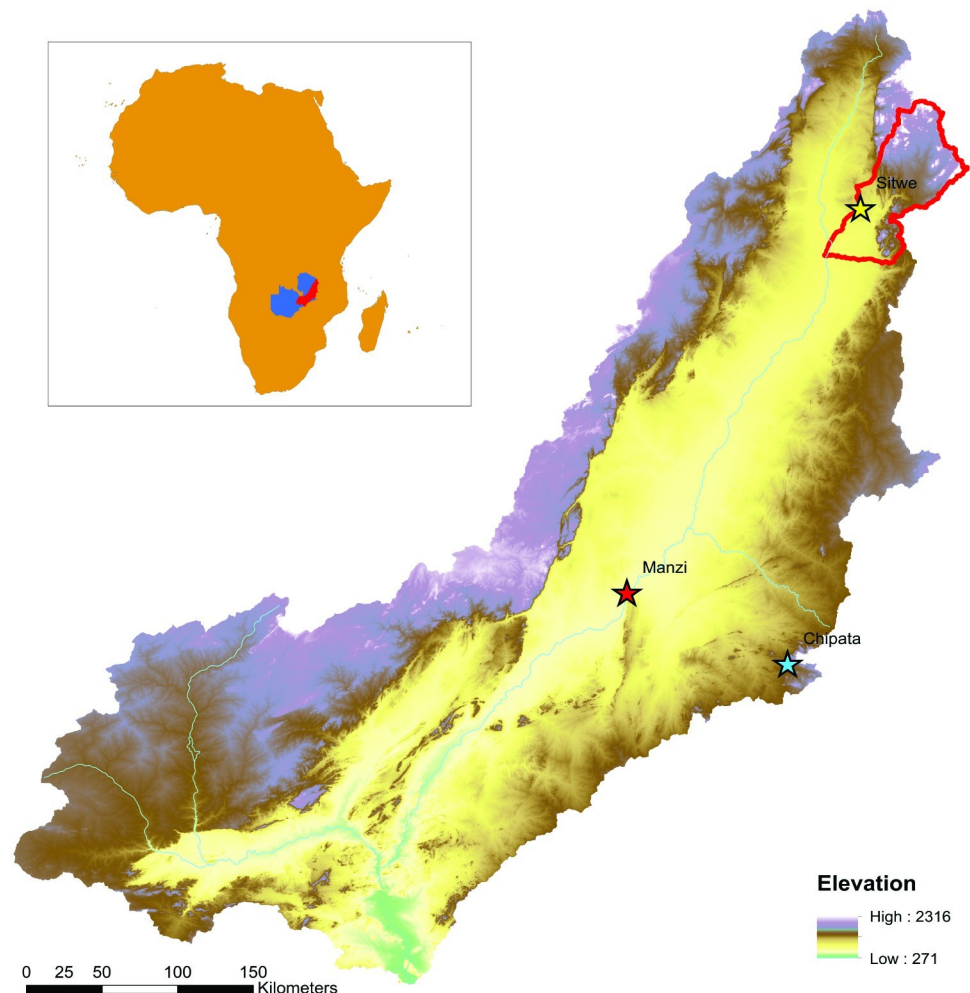 Sitwe
Manzi
Chipata
Elevation
High : 2316
Low : 271
0 25 50 100 150
Kilometers